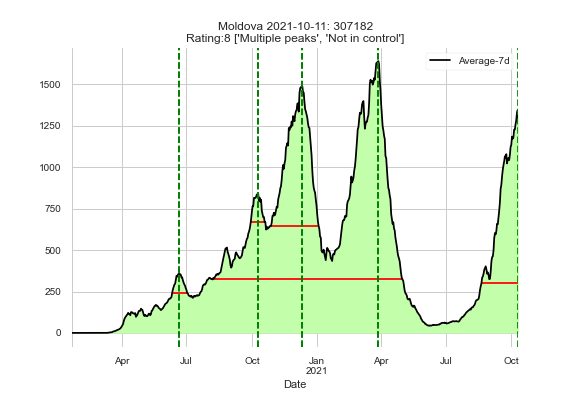 Moldova 2021-10-11: 307182
Rating:8 ['Multiple peaks', 'Not in control']
Average-7d
1500
1250
1000
750
500
250
0
Apr
Jul
Oct
Jan
2021
Apr
Jul
Oct
Date